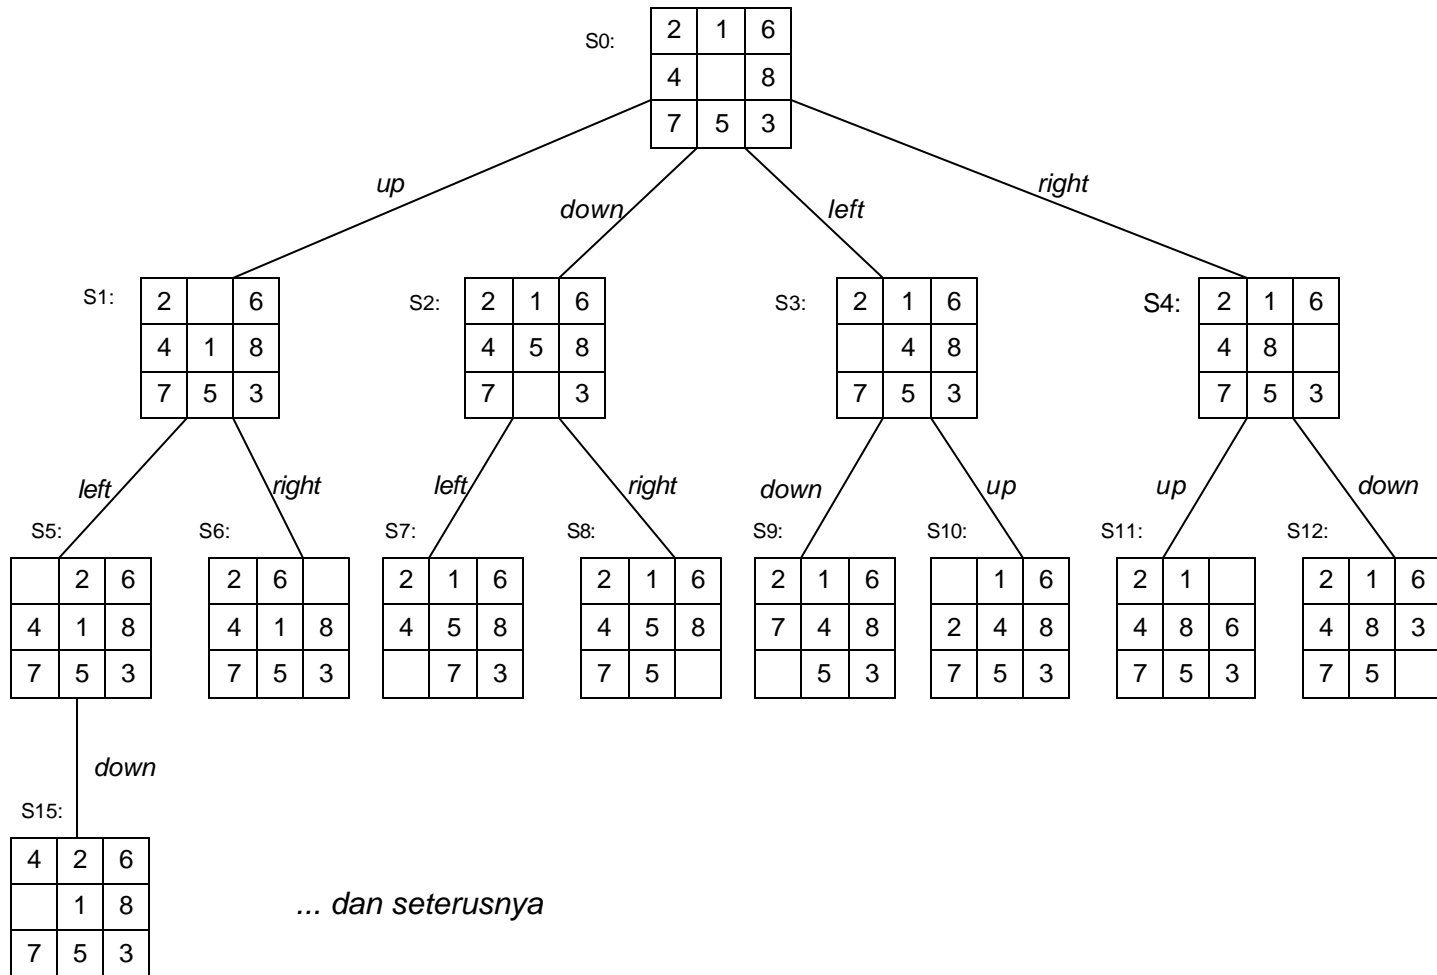 S0:
2 1 6
4 8
7 5 3
up
down
left
right
S1:
2 6
4 1 8
7 5 3
S2:
2 1 6
4 5 8
7 3
S3:
2 1 6
4 8
7 5 3
S4:
2 1 6
4 8
7 5 3
left
right
left
right
down
up
up
down
S5:
2 6
4 1 8
7 5 3
S6:
2 6
4 1 8
7 5 3
S7:
2 1 6
4 5 8
7 3
S8:
2 1 6
4 5 8
7 5
S9:
2 1 6
7 4 8
5 3
S10:
1 6
2 4 8
7 5 3
S11:
2 1
4 8 6
7 5 3
S12:
2 1 6
4 8 3
7 5
down
S15:
4 2 6
1 8
7 5 3
... dan seterusnya